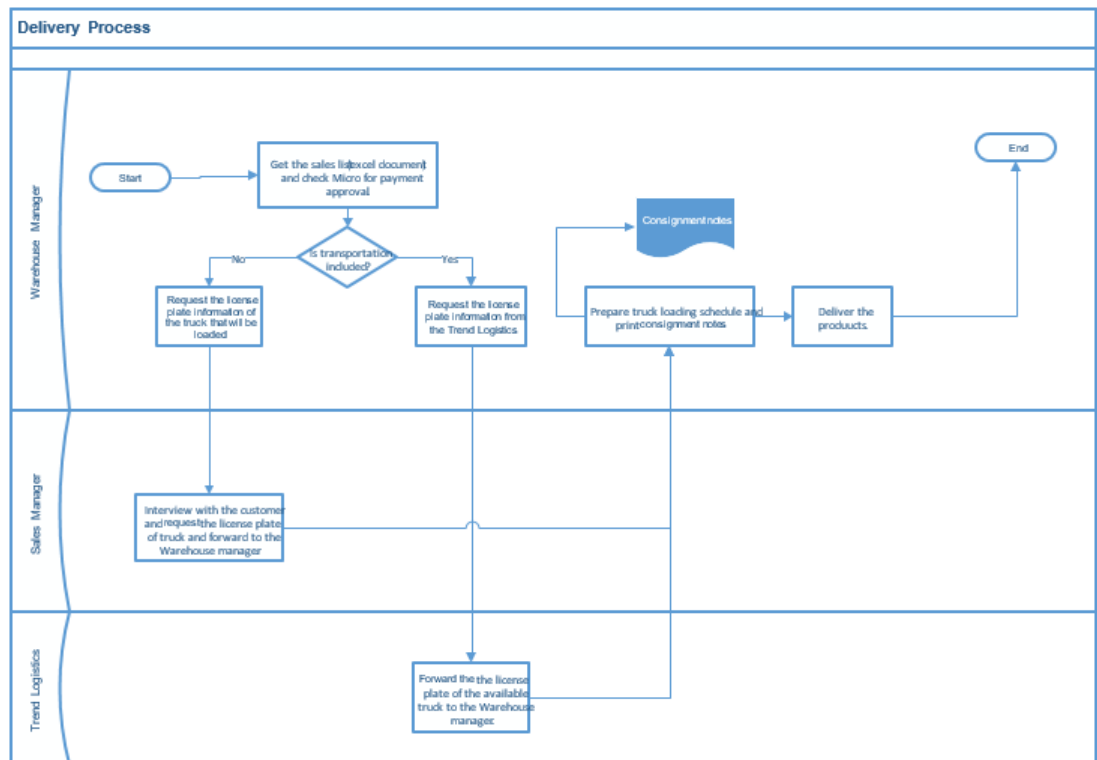 Delivery Process
Warehouse Manager
Start
Get the sales list(excel document)
and check Micro for payment
approval.
Is transportation
included?
No
Yes
Request the license
plate information of
the truck that will be
loaded
Request the license
plate information from
the Trend Logistics
Consignment notes
Prepare truck loading schedule and
print consignment notes
Deliver the
produucts.
End
Sales Manager
Interview with the customer
and request the license plate
of truck and forward to the
Warehouse manager
Trend Logistics
Forward the the license
plate of the available
truck to the Warehouse
manager.